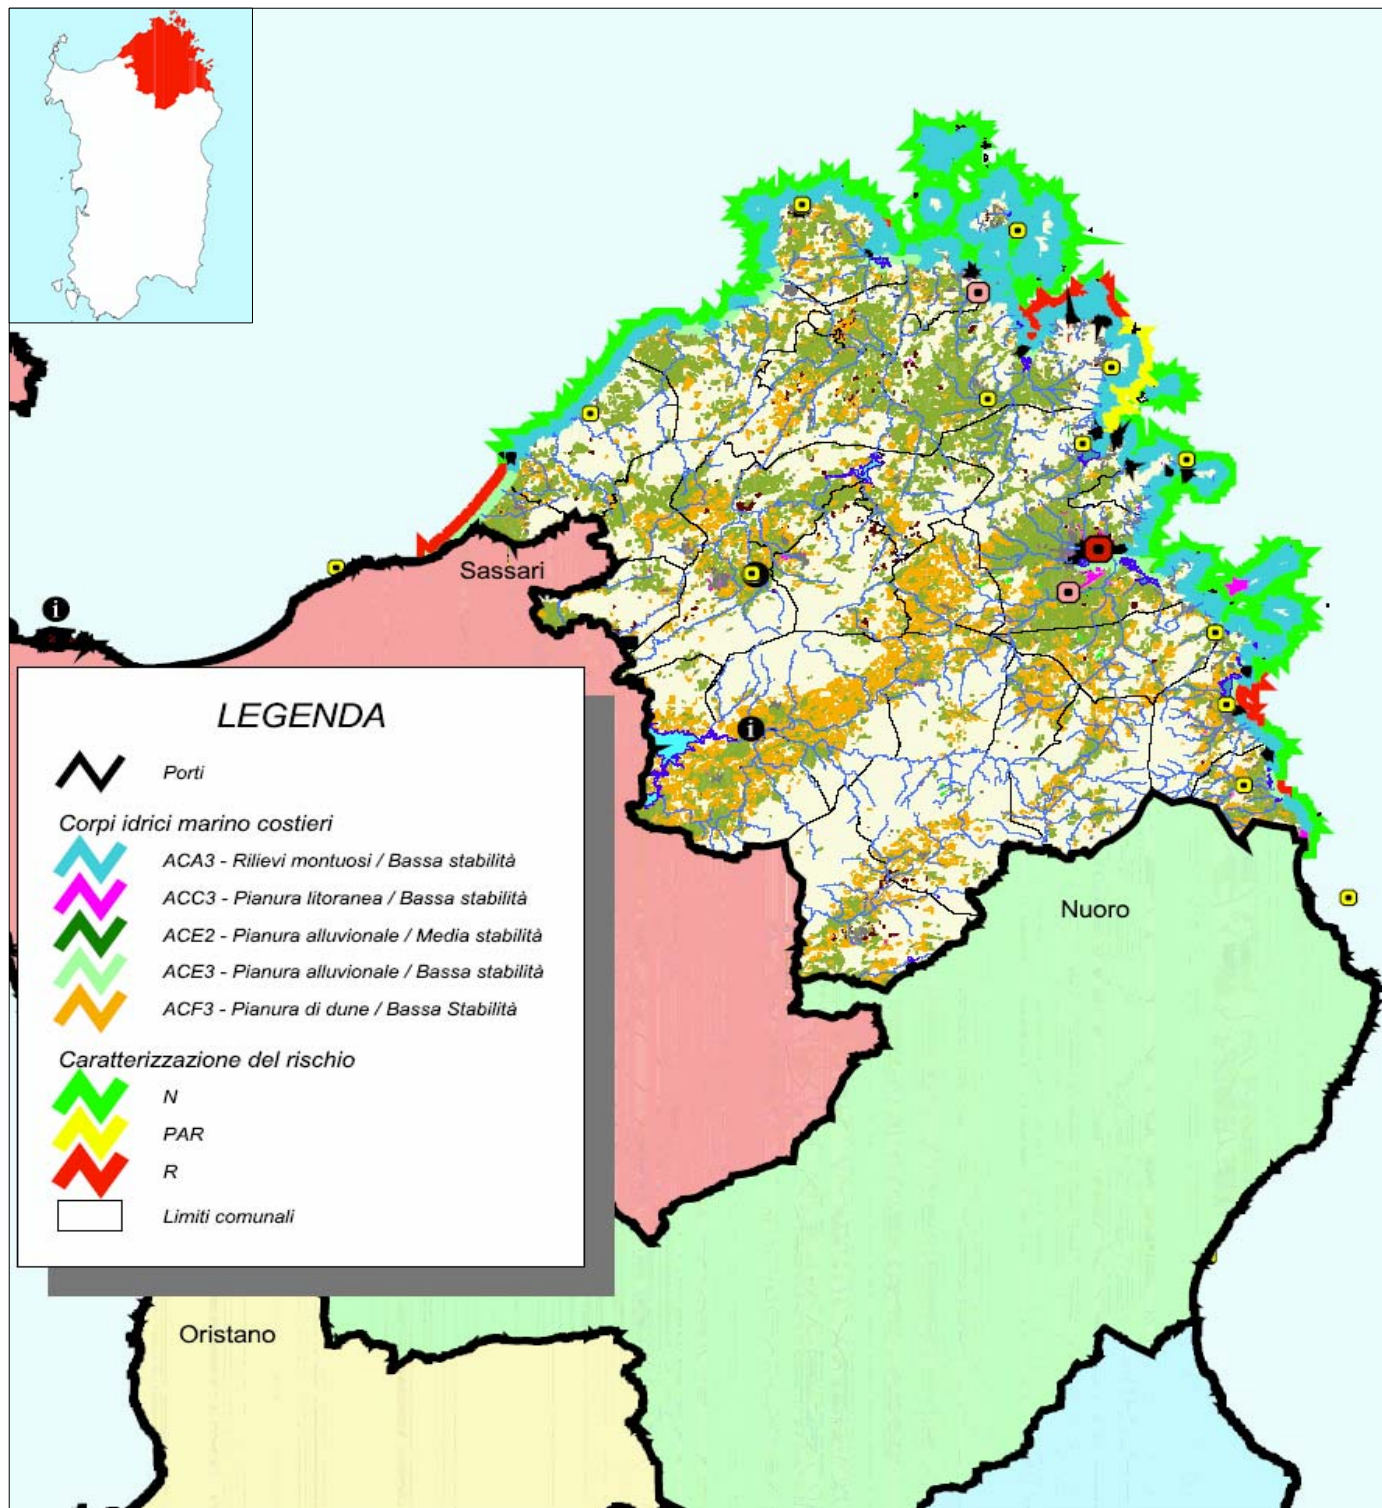 Sassari
i
LEGENDA
i
Porti
Corpi idrici marino costieri
ACA3 - Rilievi montuosi / Bassa stabilità
ACC3 - Pianura litoranea / Bassa stabilità
ACE2 - Pianura alluvionale / Media stabilità
ACE3 - Pianura alluvionale / Bassa stabilità
ACF3 - Pianura di dune / Bassa Stabilità
Nuoro
Caratterizzazione del rischio
N
PAR
R
Limiti comunali
Oristano